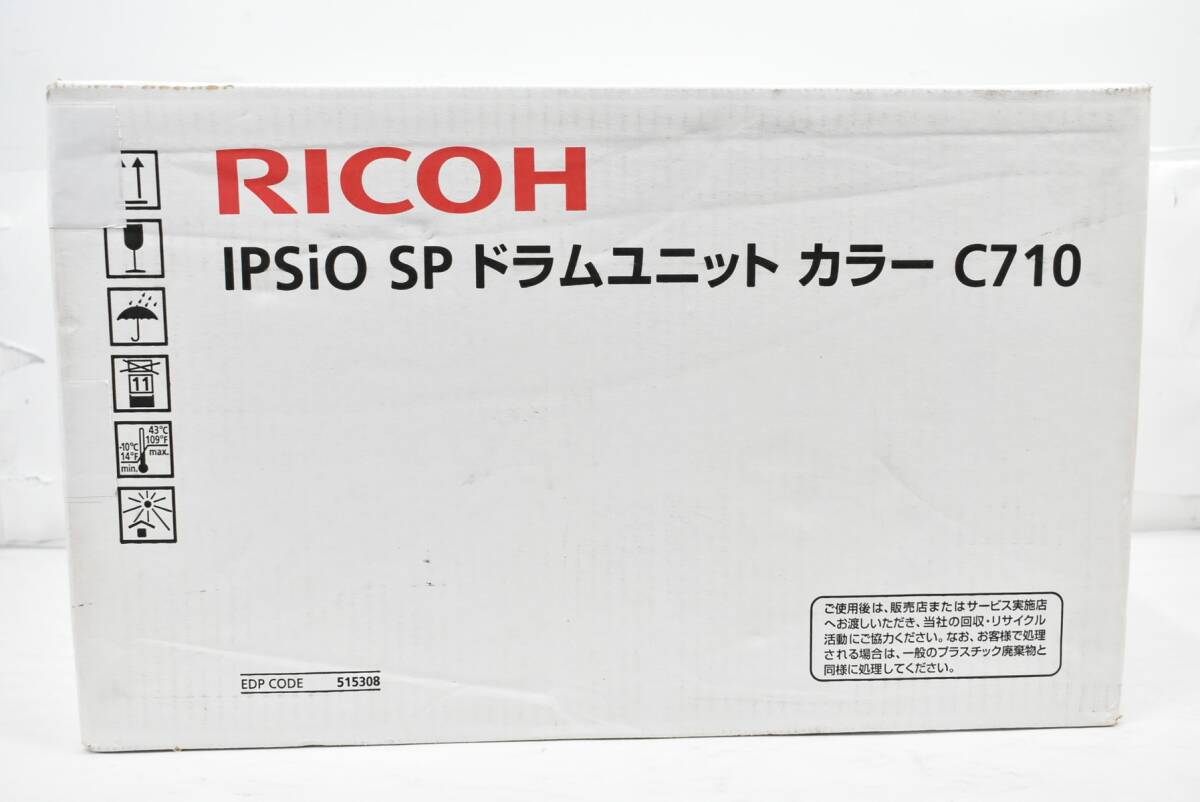 RICOH
IPSiO SP ドラムユニット カラー C710
11
43°C
109°F
max.
-10°C
14°F
min.
ご使用後は、販売店またはサービス実施店
へお渡しいただき、当社の回収・リサイクル
活動にご協力ください。なお、お客様で処理
される場合は、一般のプラスチック廃棄物と
同様に処理してください。
EDP CODE 515308